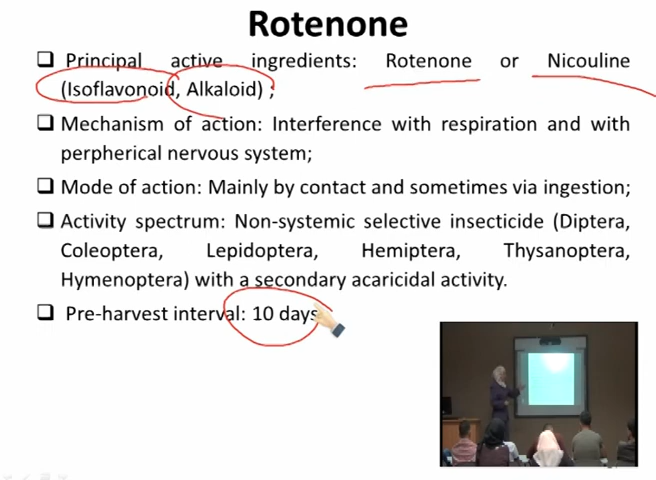 Rotenone
❑ Principal active ingredients: Rotenone or Nicouline
(Isoflavonoid, Alkaloid) ;
❑ Mechanism of action: Interference with respiration and with
perpherical nervous system;
❑ Mode of action: Mainly by contact and sometimes via ingestion;
❑ Activity spectrum: Non-systemic selective insecticide (Diptera,
Coleoptera, Lepidoptera, Hemiptera, Thysanoptera,
Hymenoptera) with a secondary acaricidal activity.
❑ Pre-harvest interval: 10 days